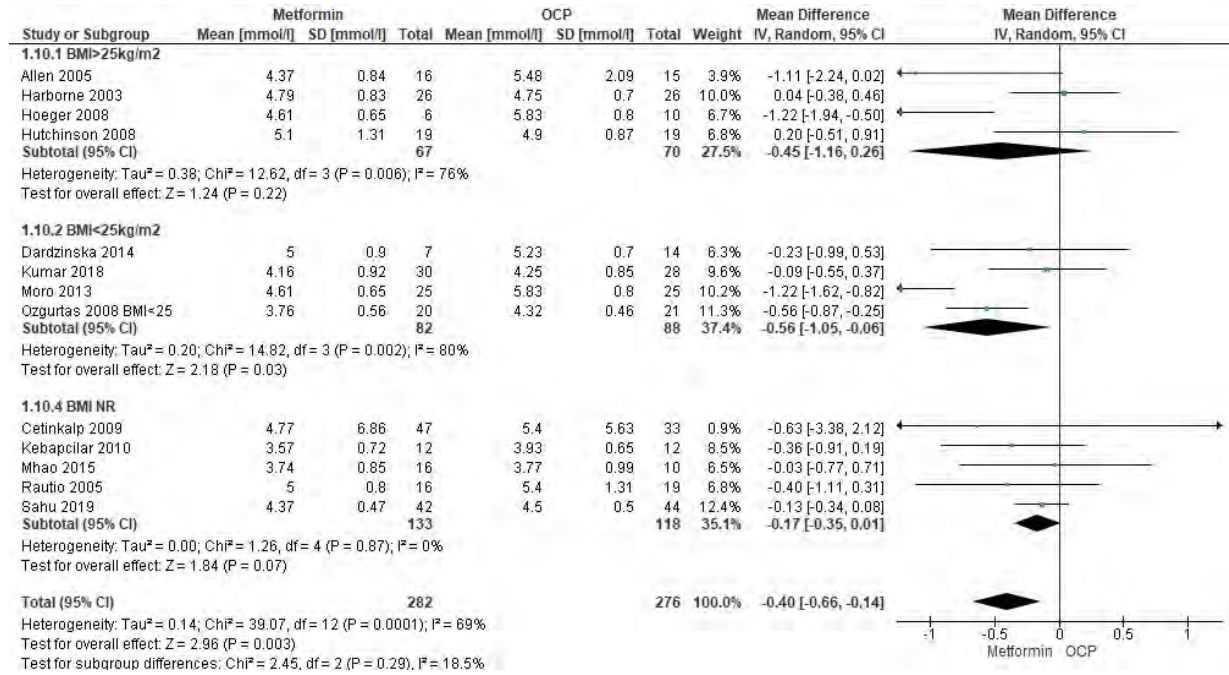 Metformin OCP Mean Difference Mean Difference
Study or Subgroup Mean [mmol/l] SD [mmol/l] Total Mean [mmol/l] SD [mmol/l] Total Weight IV, Random, 95% CI IV, Random, 95% CI
1.10.1 BMI>25kg/m2
Allen 2005 4.37 0.84 16 5.48 2.09 15 3.9% -1.11 [-2.24, 0.02]
Harborne 2003 4.79 0.83 26 4.75 0.7 26 10.0% 0.04 [-0.38, 0.46]
Hoeger 2008 4.61 0.65 6 5.83 0.8 10 6.8% -1.22 [-1.94, -0.50]
Hutchinson 2008 5.1 1.31 19 4.9 0.87 19 6.8% 0.20 [-0.51, 0.91]
Subtotal (95% CI) 67 70 27.5% -0.45 [-1.16, 0.26]
Heterogeneity: Tau² = 0.38; Chi² = 12.62, df = 3 (P = 0.006); I² = 76%
Test for overall effect: Z = 1.24 (P = 0.22)
1.10.2 BMI<25kg/m2
Dardzinska 2014 5 0.9 7 5.23 0.7 14 6.3% -0.23 [-0.99, 0.53]
Kumar 2018 4.16 0.92 30 4.25 0.85 28 9.6% -0.09 [-0.55, 0.37]
Moro 2013 4.61 0.65 25 5.83 0.8 25 10.2% -1.22 [-1.62, -0.82]
Ozgurtas 2008 BMI<25 3.76 0.56 20 4.32 0.46 21 11.3% -0.56 [-0.87, -0.25]
Subtotal (95% CI) 82 88 37.4% -0.56 [-1.05, -0.06]
Heterogeneity: Tau² = 0.20; Chi² = 14.82, df = 3 (P = 0.002); I² = 80%
Test for overall effect: Z = 2.18 (P = 0.03)
1.10.4 BMI NR
Cetinkalp 2009 4.77 6.86 47 5.4 5.63 33 0.9% -0.63 [-3.38, 2.12]
Kebapcilar 2010 3.57 0.72 12 3.93 0.65 12 8.5% -0.36 [-0.91, 0.19]
Mhao 2015 3.74 0.85 16 3.77 0.99 10 6.5% -0.03 [-0.77, 0.71]
Rautio 2005 5 0.8 16 5.4 1.31 19 6.8% -0.40 [-1.11, 0.31]
Sahu 2019 4.37 0.47 42 4.5 0.5 44 12.4% -0.13 [-0.34, 0.08]
Subtotal (95% CI) 133 118 35.1% -0.17 [-0.35, 0.01]
Heterogeneity: Tau² = 0.00; Chi² = 1.26, df = 4 (P = 0.87); I² = 0%
Test for overall effect: Z = 1.84 (P = 0.07)
Total (95% CI) 282 276 100.0% -0.40 [-0.66, -0.14]
Heterogeneity: Tau² = 0.14; Chi² = 39.07, df = 12 (P = 0.0001); I² = 69%
Test for overall effect: Z = 2.96 (P = 0.003)
Test for subgroup differences: Chi² = 2.45, df = 2 (P = 0.29), I² = 18.5%
-1 -0.5 0 0.5 1
Metformin OCP